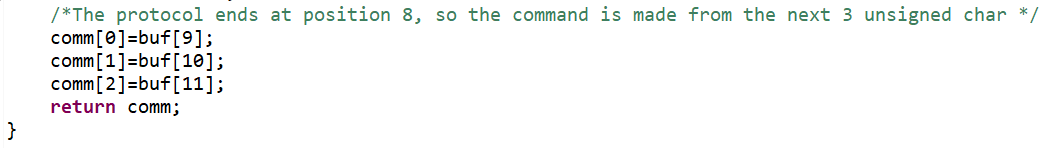 /*The protocol ends at position 8, so the command is made from the next 3 unsigned char */
comm[0]=buf[9];
comm[1]=buf[10];
comm[2]=buf[11];
return comm;
}